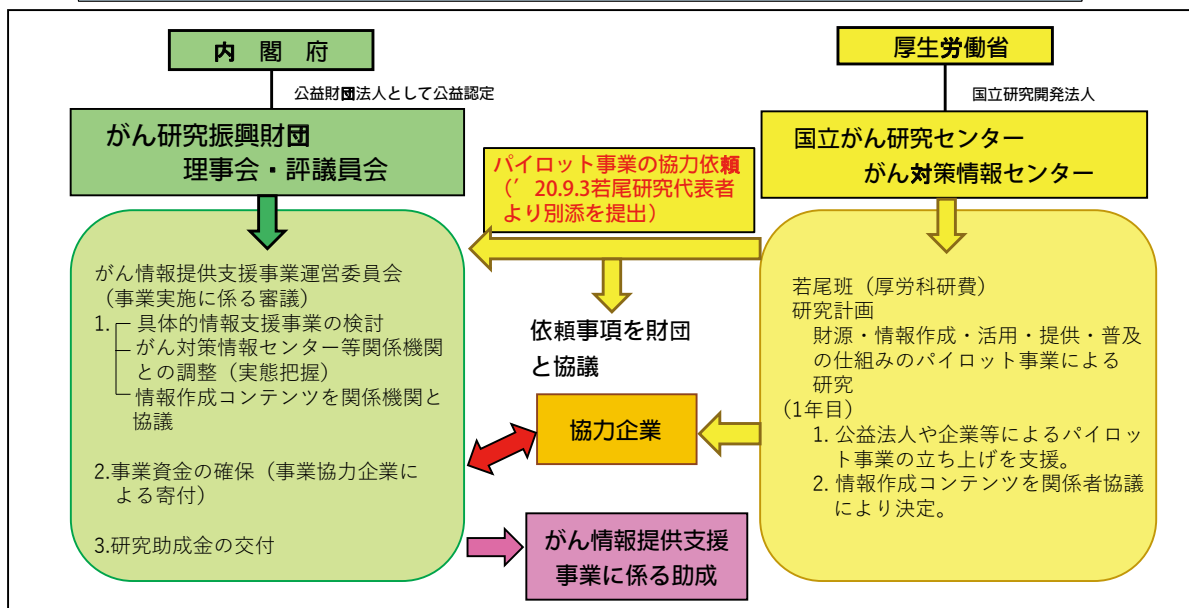 内　閣　府
公益財団法人として公益認定
がん研究振興財団
理事会・評議員会
がん情報提供支援事業運営委員会
（事業実施に係る審議）
1. 具体的情報支援事業の検討
がん対策情報センター等関係機関
との調整（実態把握）
情報作成コンテンツを関係機関と
協議
2.事業資金の確保（事業協力企業に
よる寄付）
3.研究助成金の交付
パイロット事業の協力依頼
（’20.9.3若尾研究代表者
より別添を提出）
依頼事項を財団
と協議
協力企業
がん情報提供支援
事業に係る助成
厚生労働省
国立研究開発法人
国立がん研究センター
がん対策情報センター
若尾班（厚労科研費）
研究計画
財源・情報作成・活用・提供・普及
の仕組みのパイロット事業による
研究
(1年目）
1. 公益法人や企業等によるパイロッ
ト事業の立ち上げを支援。
2. 情報作成コンテンツを関係者協議
により決定。